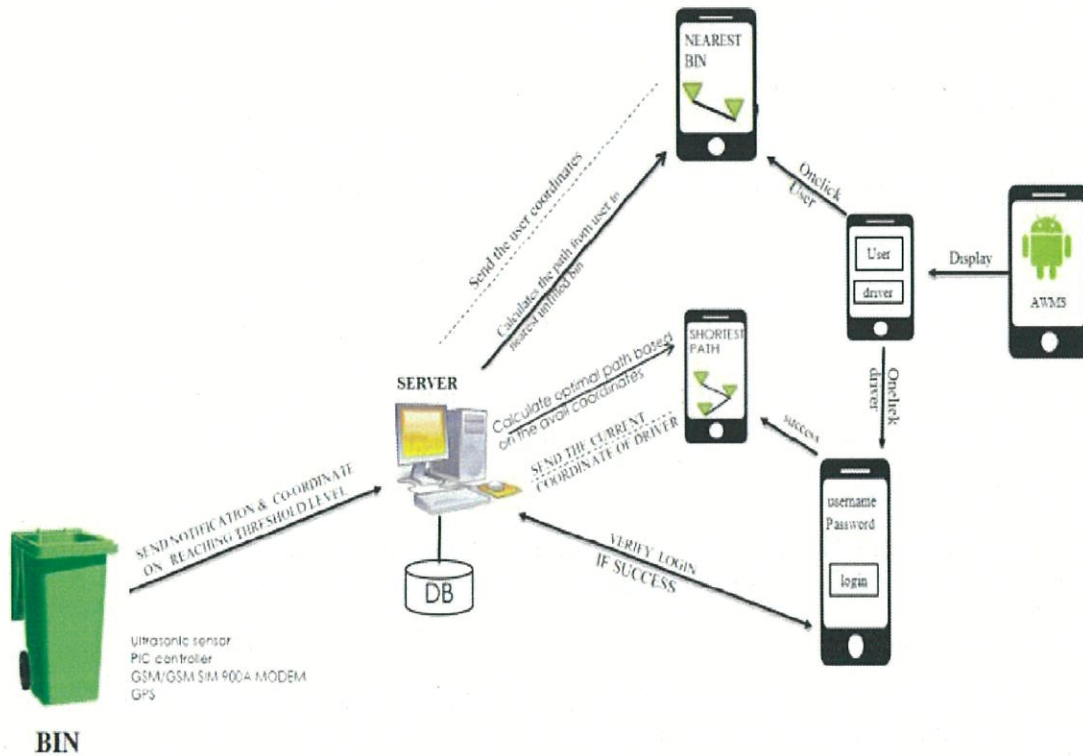 NEAREST
BIN
Send the user coordinates
Calculates the path from user to
nearest unfilled bin
Onclick
User
User
driver
Display
AWMS
SHORTEST
PATH
Onclick
driver
SERVER
Calculate optimal path based
on the avail coordinates
SEND THE CURRENT
COORDINATE OF DRIVER
success
username
Password
login
SEND NOTIFICATION & CO-ORDINATE
ON REACHING THRESHOLD LEVEL
VERIFY LOGIN
IF SUCCESS
DB
Ultrasonic sensor
PIC controller
GSM/GSM SIM 900A MODEM
GPS
BIN